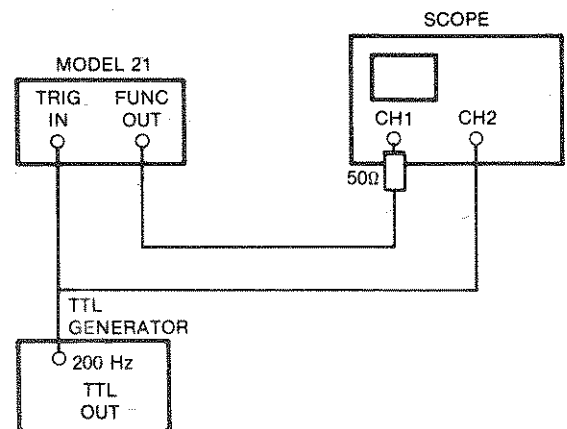 SCOPE
MODEL 21
TRIG IN
FUNC OUT
CH1
CH2
50Ω
TTL
GENERATOR
200 Hz
TTL
OUT